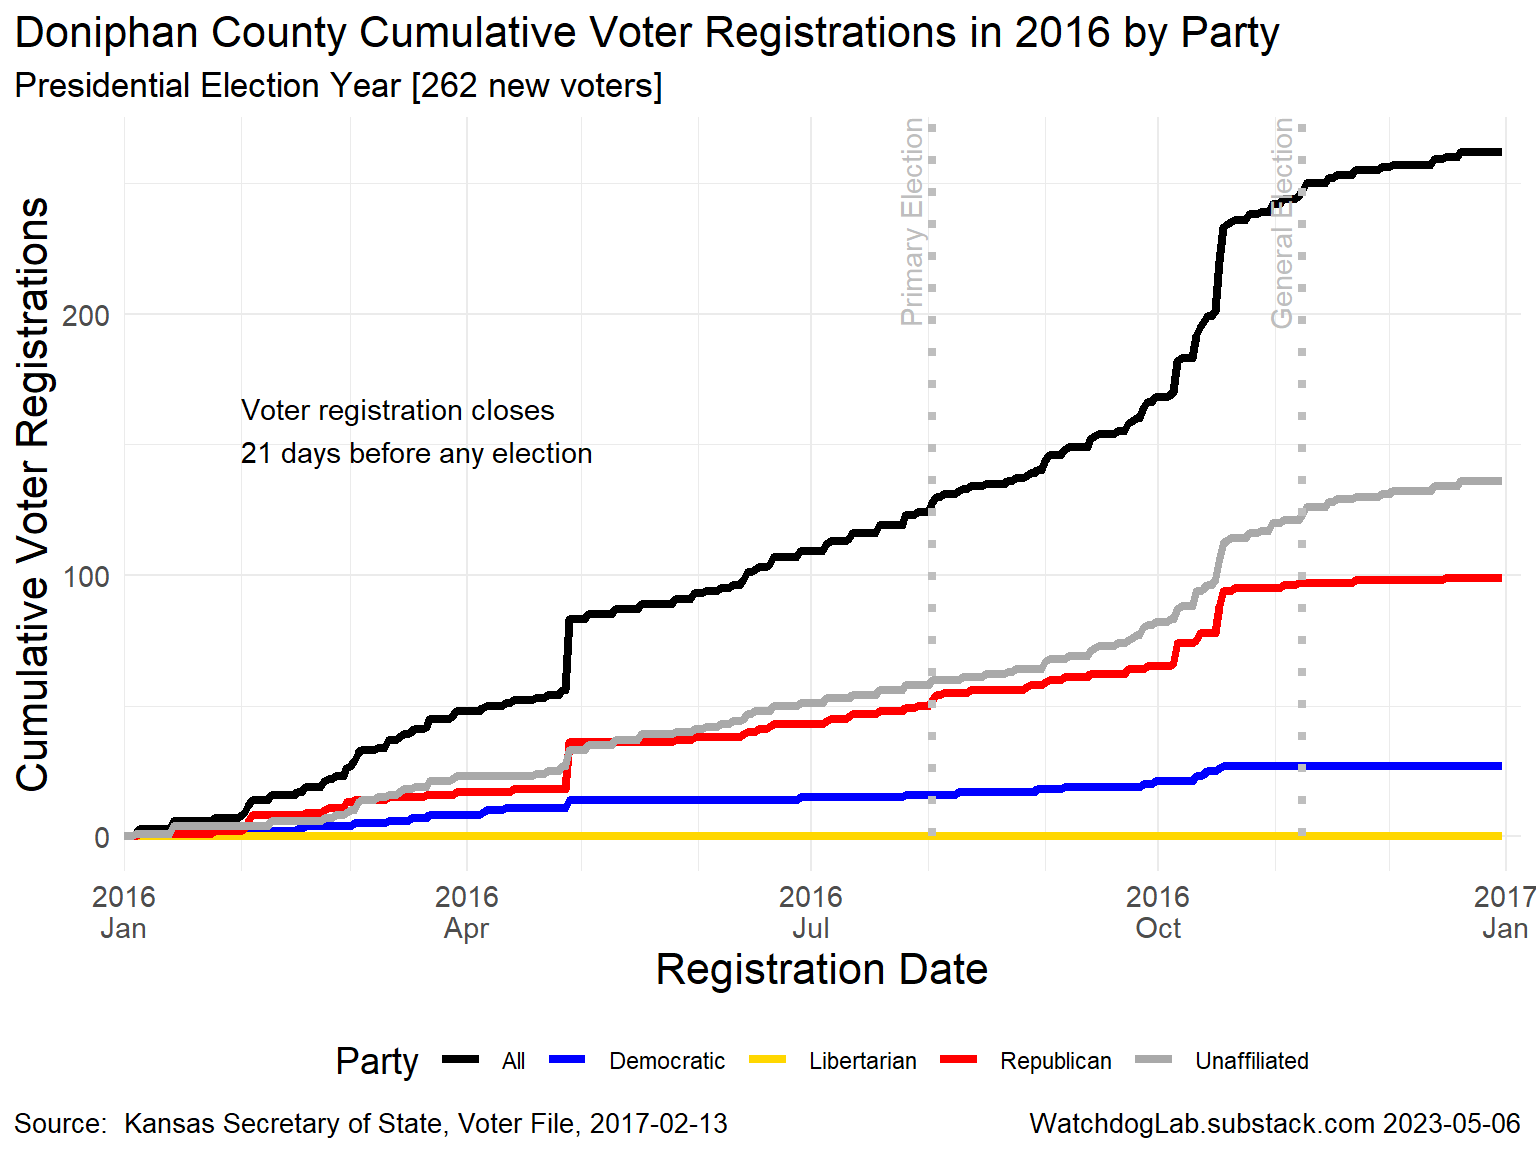 Doniphan County Cumulative Voter Registrations in 2016 by Party
Presidential Election Year [262 new voters]
Cumulative Voter Registrations
200
100
0
Primary Election
General Election
Voter registration closes
21 days before any election
2016 2016 2016 2016 2017
Jan Apr Jul Oct Jan
Registration Date
Party All Democratic Libertarian Republican Unaffiliated
Source:  Kansas Secretary of State, Voter File, 2017-02-13
WatchdogLab.substack.com 2023-05-06